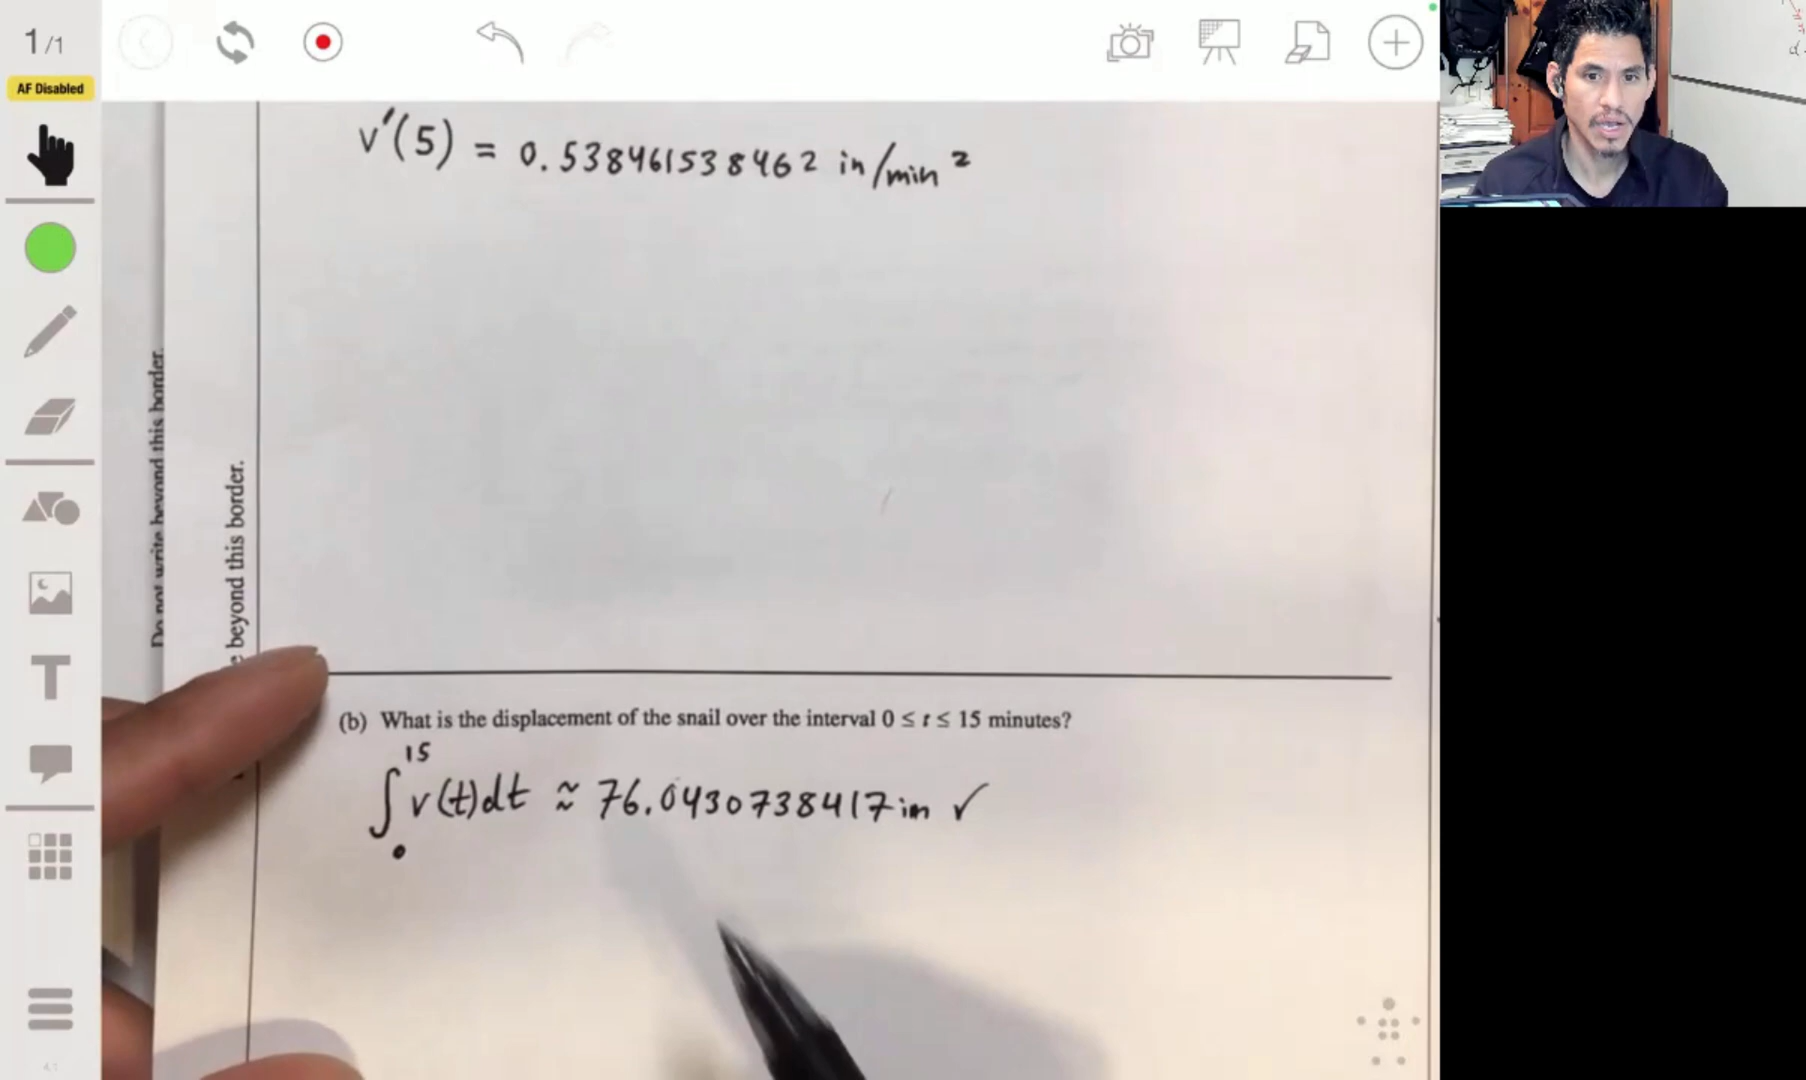 1/1
AF Disabled
v'(5) = 0.538461538462 in/min²
Do not write beyond this border.
beyond this border.
(b) What is the displacement of the snail over the interval 0 ≤ t ≤ 15 minutes?
∫₀¹⁵ v(t)dt ≈ 76.0430738417 in ✓
T